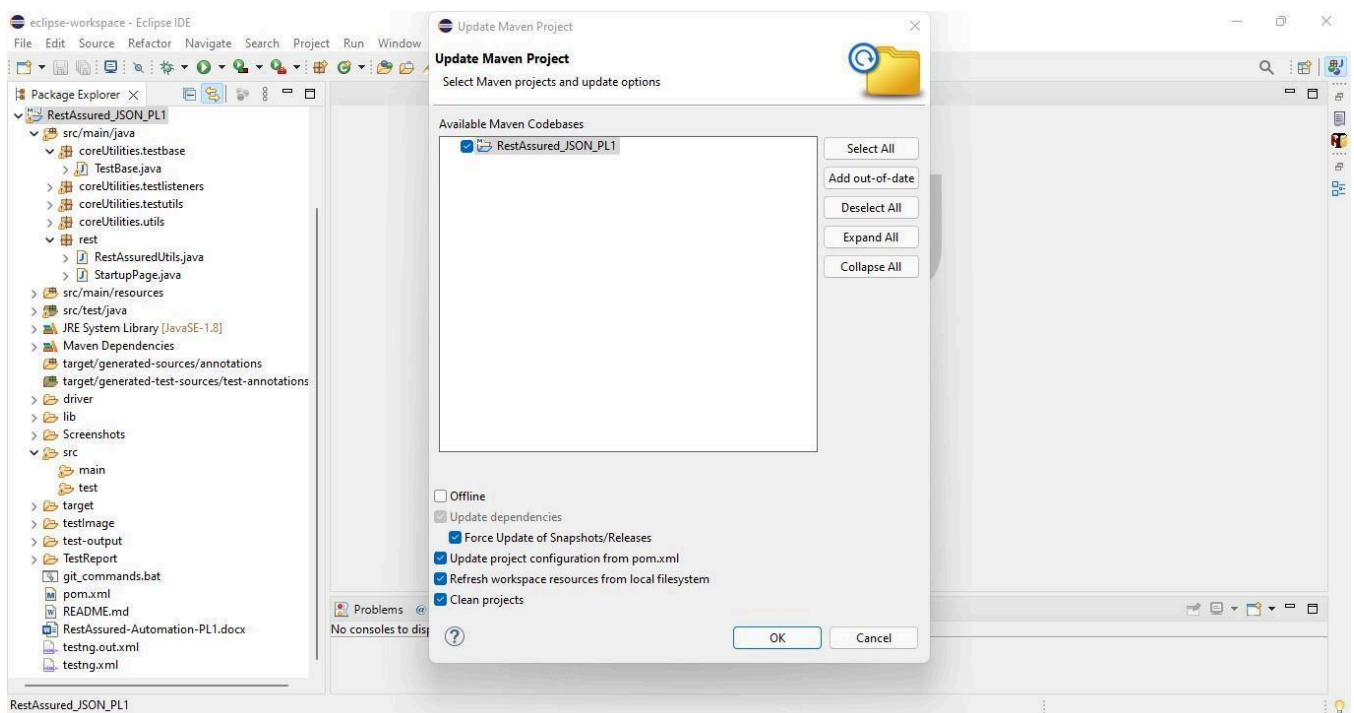 eclipse-workspace - Eclipse IDE
File Edit Source Refactor Navigate Search Project Run Window
Package Explorer
RestAssured_JSON_PL1
src/main/java
coreUtilities.testbase
TestBase.java
coreUtilities.testlisteners
coreUtilities.testutils
coreUtilities.utils
rest
RestAssuredUtils.java
StartupPage.java
src/main/resources
src/test/java
JRE System Library [JavaSE-1.8]
Maven Dependencies
target/generated-sources/annotations
target/generated-test-sources/test-annotations
driver
lib
Screenshots
src
main
test
target
testImage
test-output
TestReport
git_commands.bat
pom.xml
README.md
RestAssured-Automation-PL1.docx
testng.out.xml
testng.xml
RestAssured_JSON_PL1
Problems @
No consoles to disp
Update Maven Project
Update Maven Project
Select Maven projects and update options
Available Maven Codebases
RestAssured_JSON_PL1
Select All
Add out-of-date
Deselect All
Expand All
Collapse All
Offline
Update dependencies
Force Update of Snapshots/Releases
Update project configuration from pom.xml
Refresh workspace resources from local filesystem
Clean projects
OK Cancel